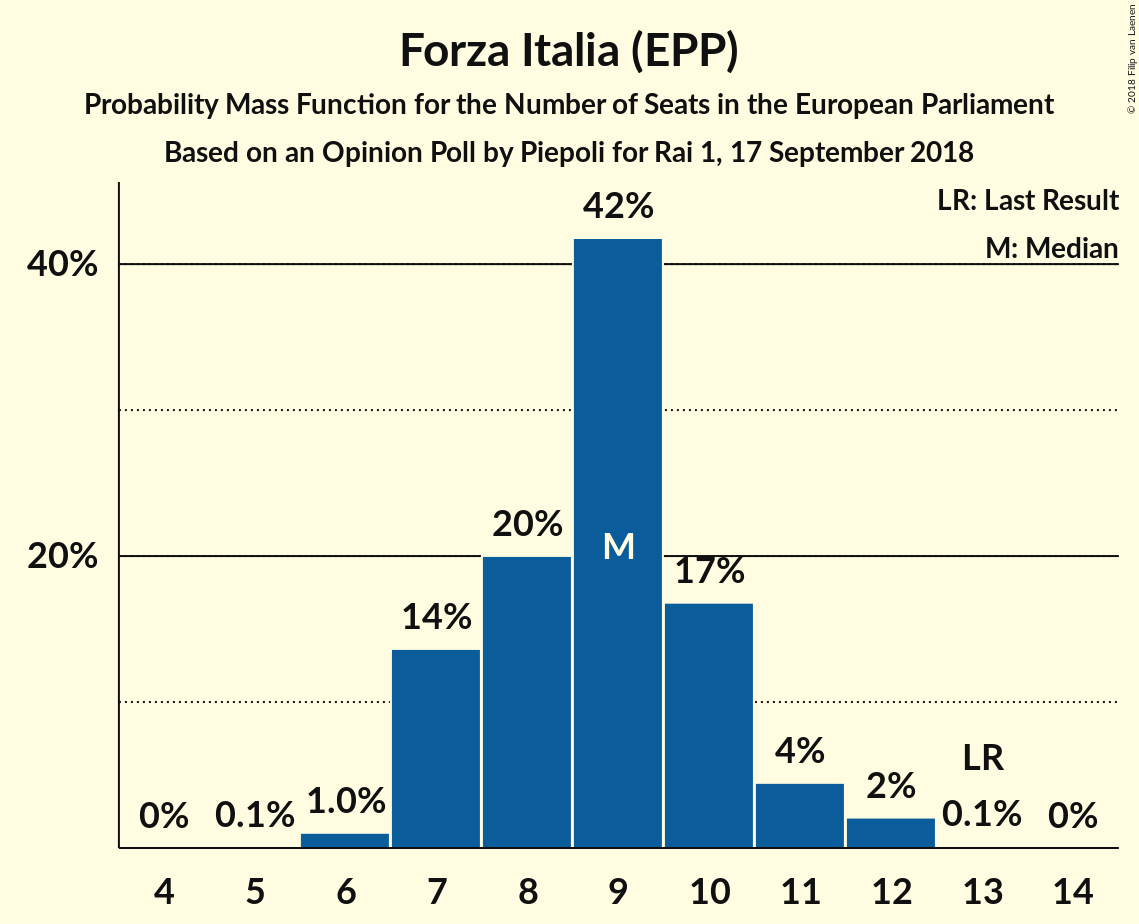 Forza Italia (EPP)
Probability Mass Function for the Number of Seats in the European Parliament
Based on an Opinion Poll by Piepoli for Rai 1, 17 September 2018
© 2018 Filip van Laenen
LR: Last Result
M: Median
42%
40%
20%
M
20%
17%
14%
4%
LR
2%
1.0%
0%
0.1%
0.1%
0%
4 5 6 7 8 9 10 11 12 13 14